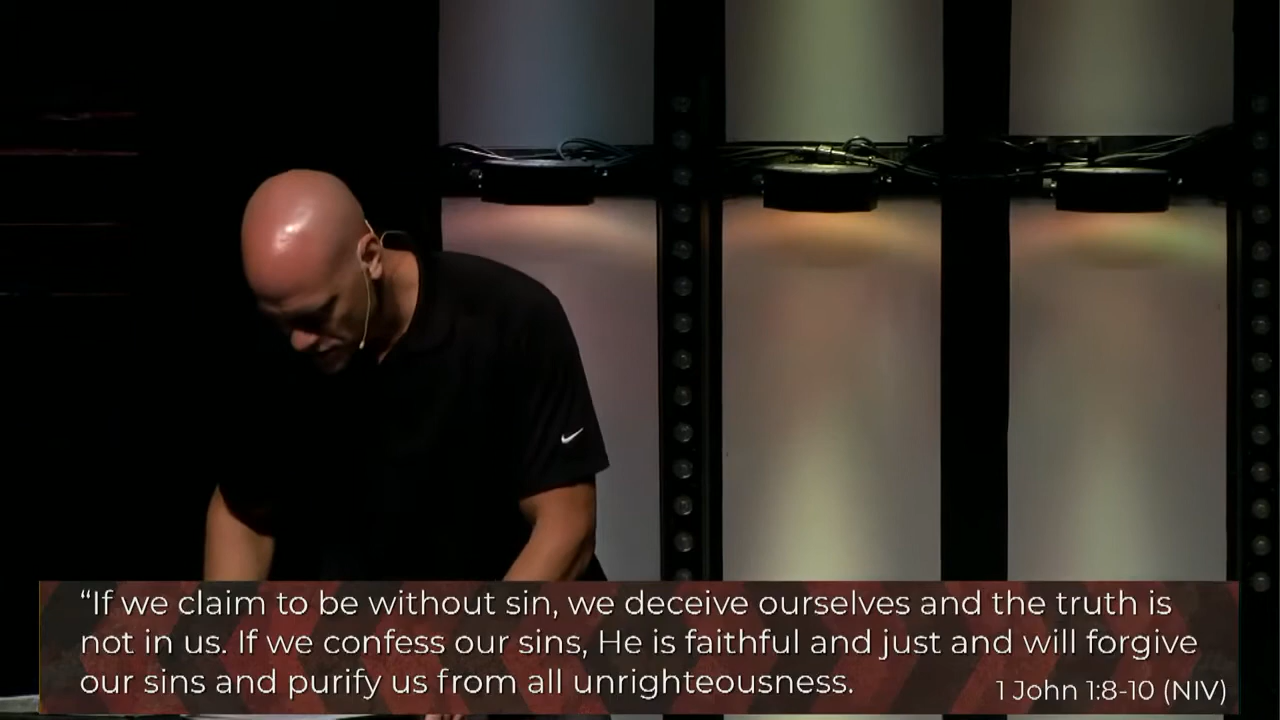 “If we claim to be without sin, we deceive ourselves and the truth is
not in us. If we confess our sins, He is faithful and just and will forgive
our sins and purify us from all unrighteousness.
1 John 1:8-10 (NIV)